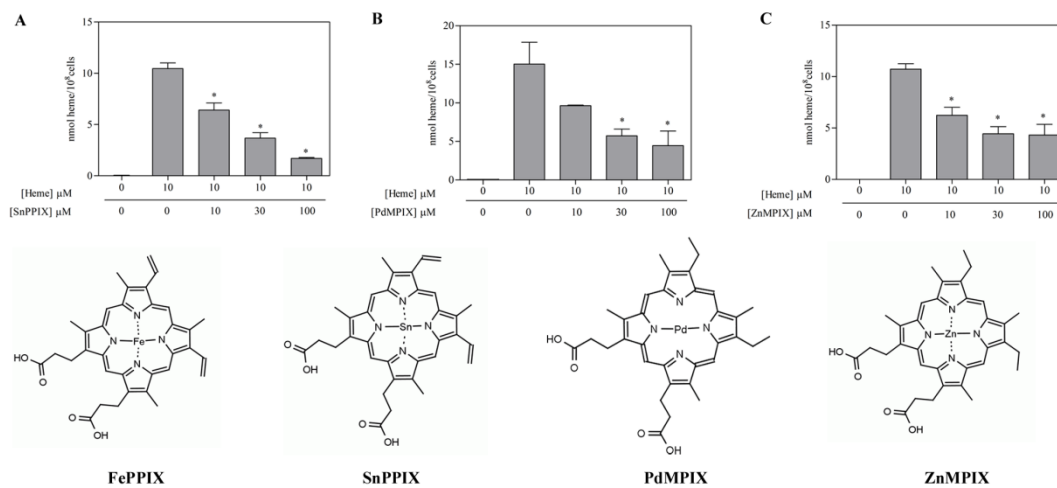 A
nmol heme/10⁸cells
15
10
5
0
*
*
*
[Heme] µM 0 10 10 10 10
[SnPPIX] µM 0 0 10 30 100
B
nmol heme/10⁸cells
20
15
10
5
0
*
*
[Heme] µM 0 10 10 10 10
[PdMPIX] µM 0 0 10 30 100
C
nmol heme/10⁸cells
15
10
5
0
*
*
*
[Heme] µM 0 10 10 10 10
[ZnMPIX] µM 0 0 10 30 100
N
N Fe N
N
HO
O
O
OH
FePPIX
N
N Sn N
N
O
OH
O
OH
SnPPIX
N
N Pd N
N
HO
O
O
OH
PdMPIX
N
N Zn N
N
HO
O
O
OH
ZnMPIX